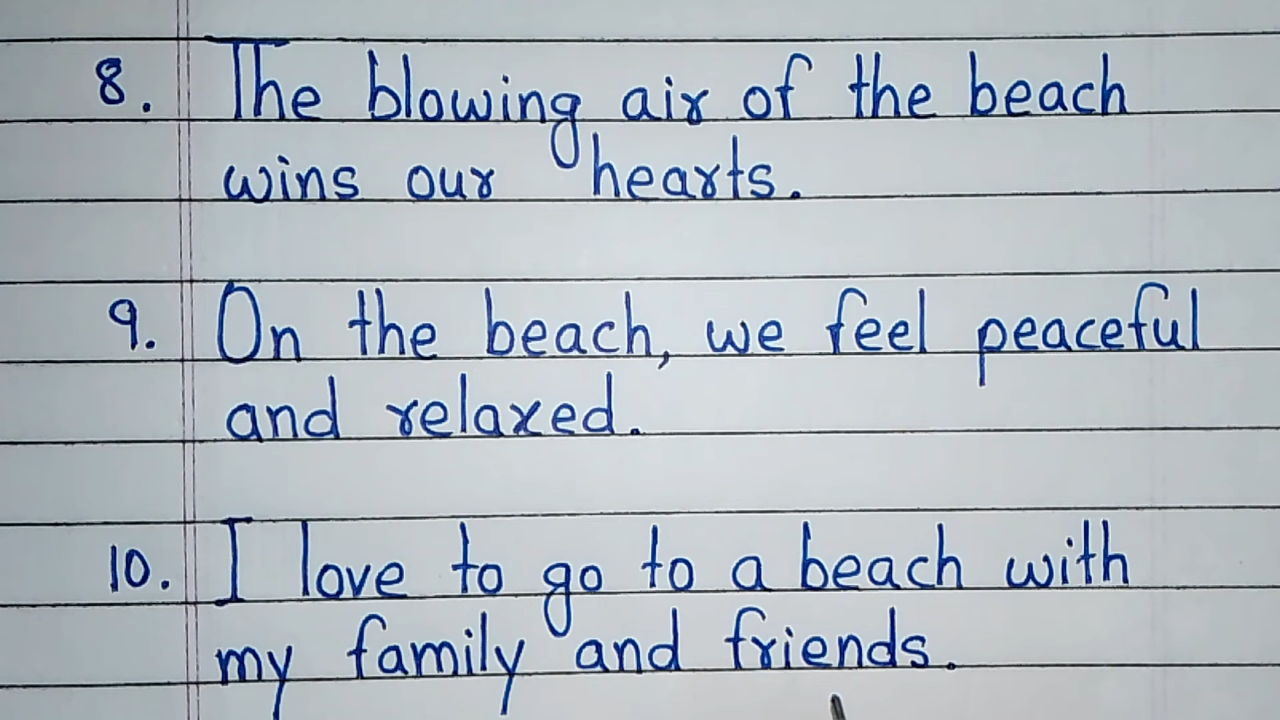 8. The blowing air of the beach
wins our hearts.
9. On the beach, we feel peaceful
and relaxed.
10. I love to go to a beach with
my family and friends.